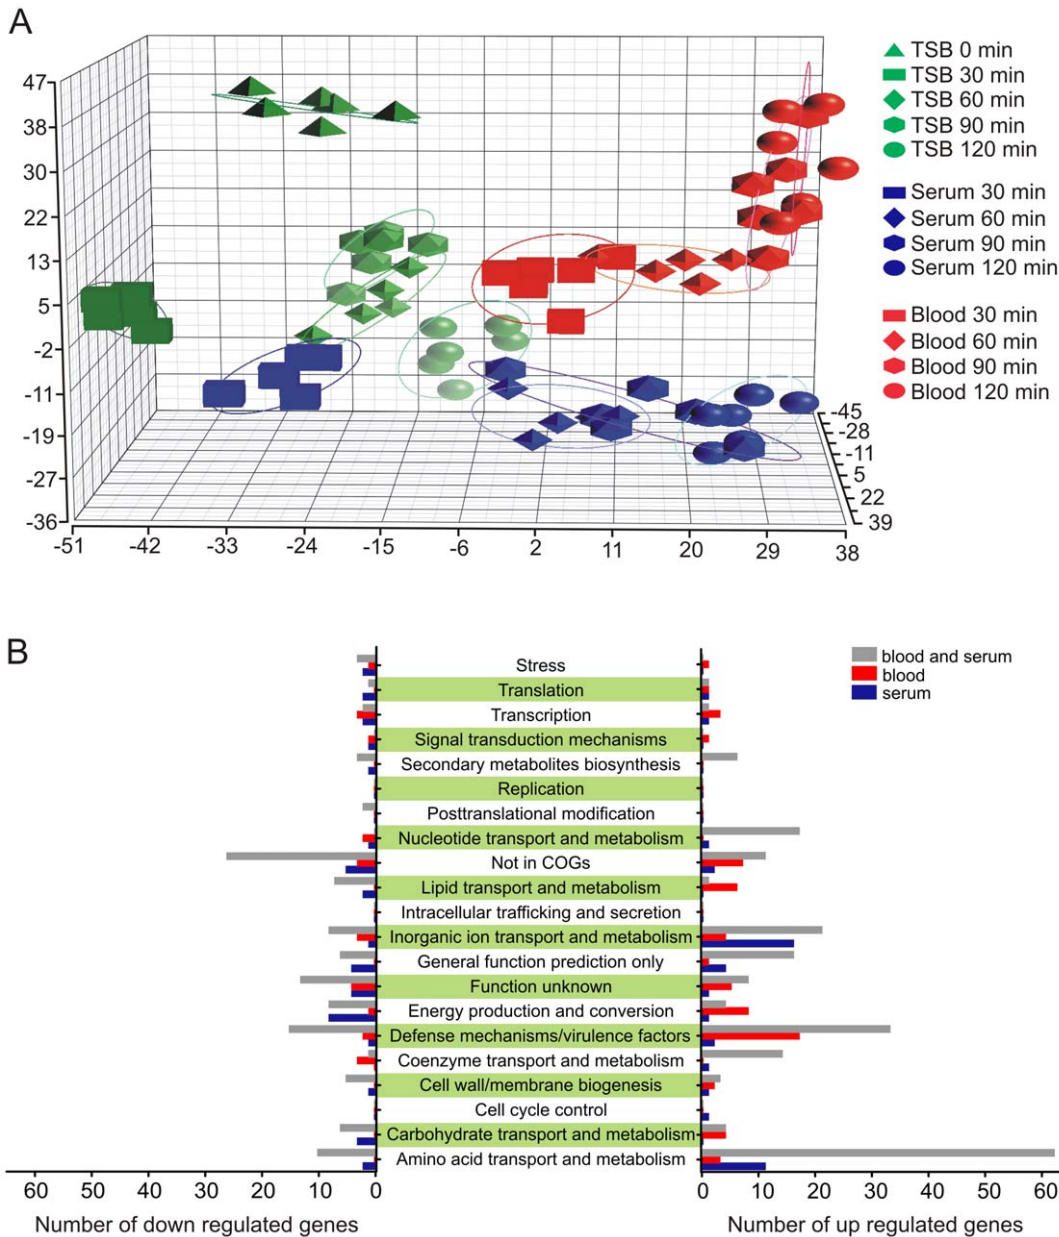 A
47
38
30
22
13
5
-2
-11
-19
-27
-36
-51
-42
-33
-24
-15
-6
2
11
20
29
38
-45
-28
-11
5
22
39
TSB 0 min
TSB 30 min
TSB 60 min
TSB 90 min
TSB 120 min
Serum 30 min
Serum 60 min
Serum 90 min
Serum 120 min
Blood 30 min
Blood 60 min
Blood 90 min
Blood 120 min
B
blood and serum
blood
serum
Stress
Translation
Transcription
Signal transduction mechanisms
Secondary metabolites biosynthesis
Replication
Posttranslational modification
Nucleotide transport and metabolism
Not in COGs
Lipid transport and metabolism
Intracellular trafficking and secretion
Inorganic ion transport and metabolism
General function prediction only
Function unknown
Energy production and conversion
Defense mechanisms/virulence factors
Coenzyme transport and metabolism
Cell wall/membrane biogenesis
Cell cycle control
Carbohydrate transport and metabolism
Amino acid transport and metabolism
60 50 40 30 20 10 0
0 10 20 30 40 50 60
Number of down regulated genes
Number of up regulated genes